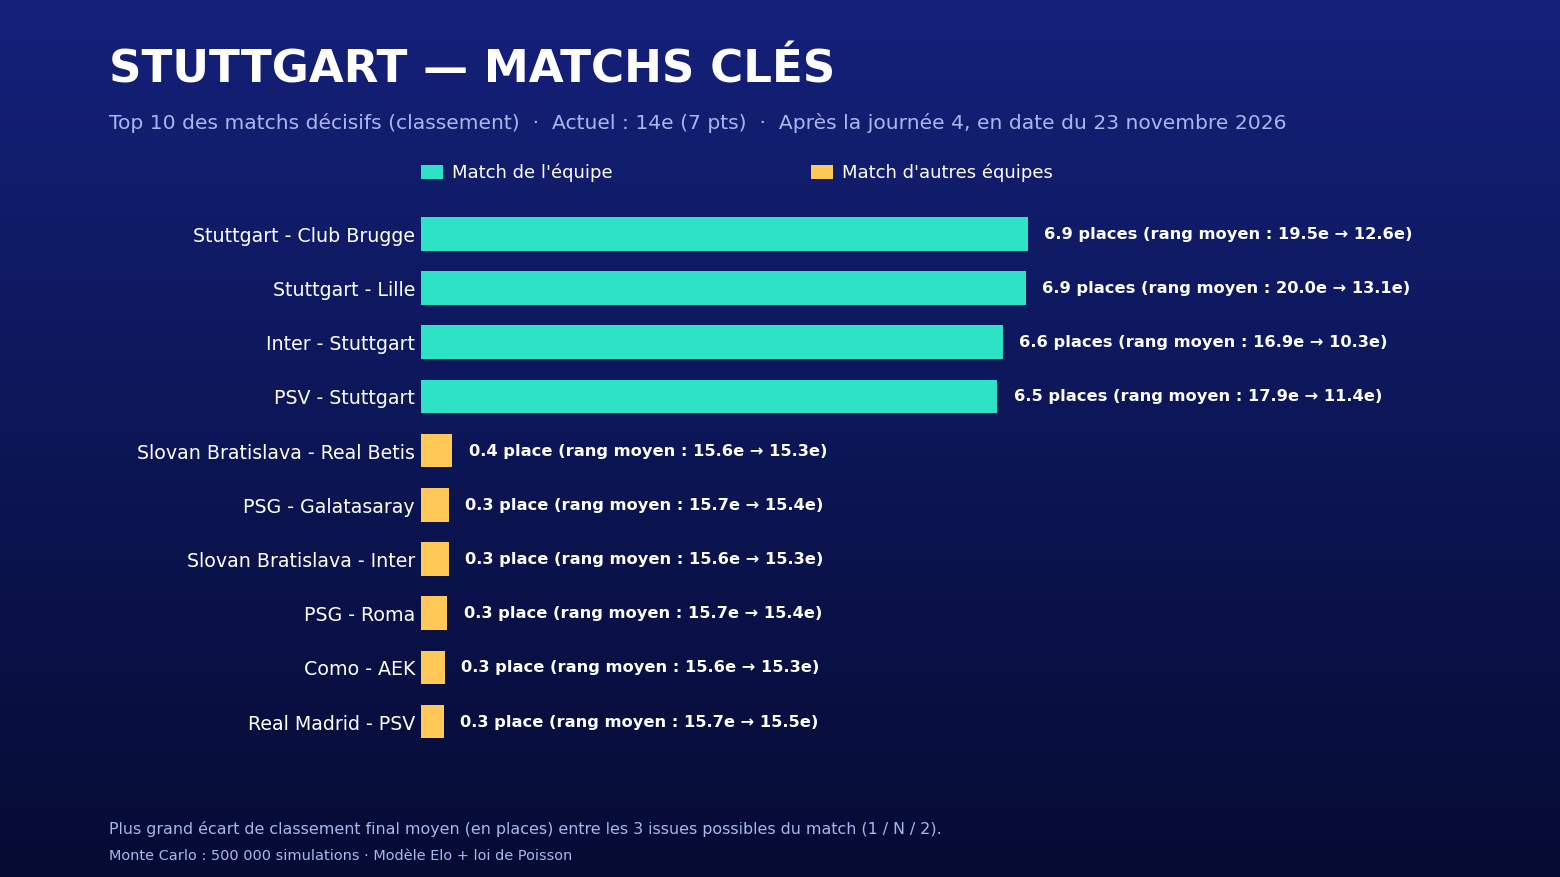 STUTTGART — MATCHS CLÉS
Top 10 des matchs décisifs (classement) · Actuel : 14e (7 pts) · Après la journée 4, en date du 23 novembre 2026
Match de l'équipe Match d'autres équipes
Stuttgart - Club Brugge 6.9 places (rang moyen : 19.5e → 12.6e)
Stuttgart - Lille 6.9 places (rang moyen : 20.0e → 13.1e)
Inter - Stuttgart 6.6 places (rang moyen : 16.9e → 10.3e)
PSV - Stuttgart 6.5 places (rang moyen : 17.9e → 11.4e)
Slovan Bratislava - Real Betis 0.4 place (rang moyen : 15.6e → 15.3e)
PSG - Galatasaray 0.3 place (rang moyen : 15.7e → 15.4e)
Slovan Bratislava - Inter 0.3 place (rang moyen : 15.6e → 15.3e)
PSG - Roma 0.3 place (rang moyen : 15.7e → 15.4e)
Como - AEK 0.3 place (rang moyen : 15.6e → 15.3e)
Real Madrid - PSV 0.3 place (rang moyen : 15.7e → 15.5e)
Plus grand écart de classement final moyen (en places) entre les 3 issues possibles du match (1 / N / 2).
Monte Carlo : 500 000 simulations · Modèle Elo + loi de Poisson